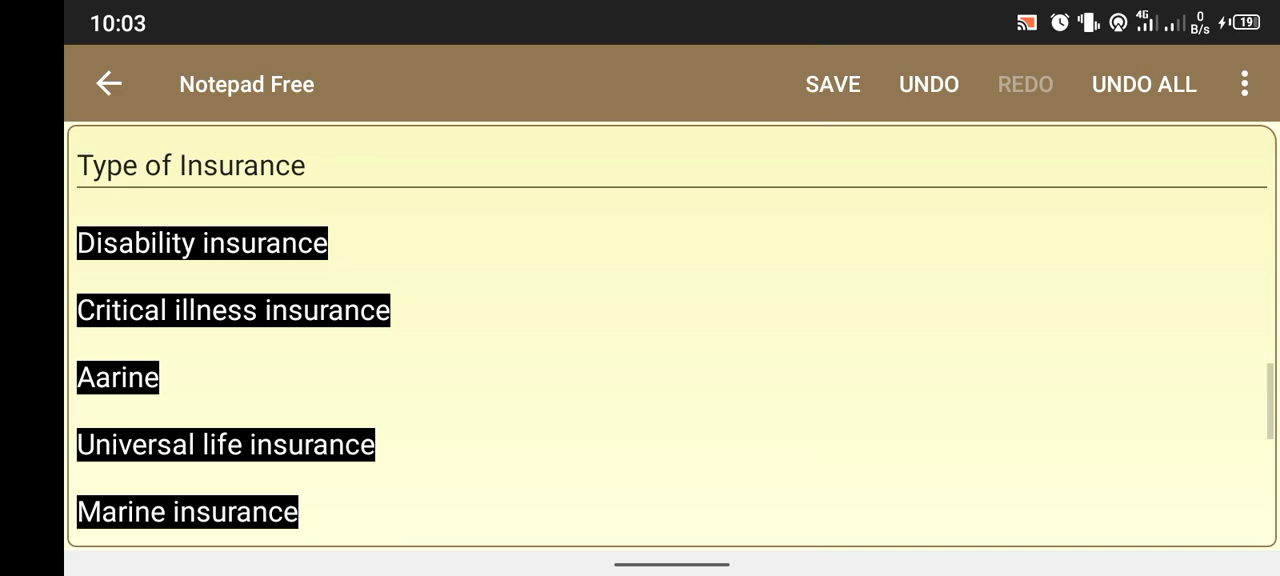 10:03
4G
0
B/s
19
Notepad Free
SAVE
UNDO
REDO
UNDO ALL
Type of Insurance
Disability insurance
Critical illness insurance
Aarine
Universal life insurance
Marine insurance